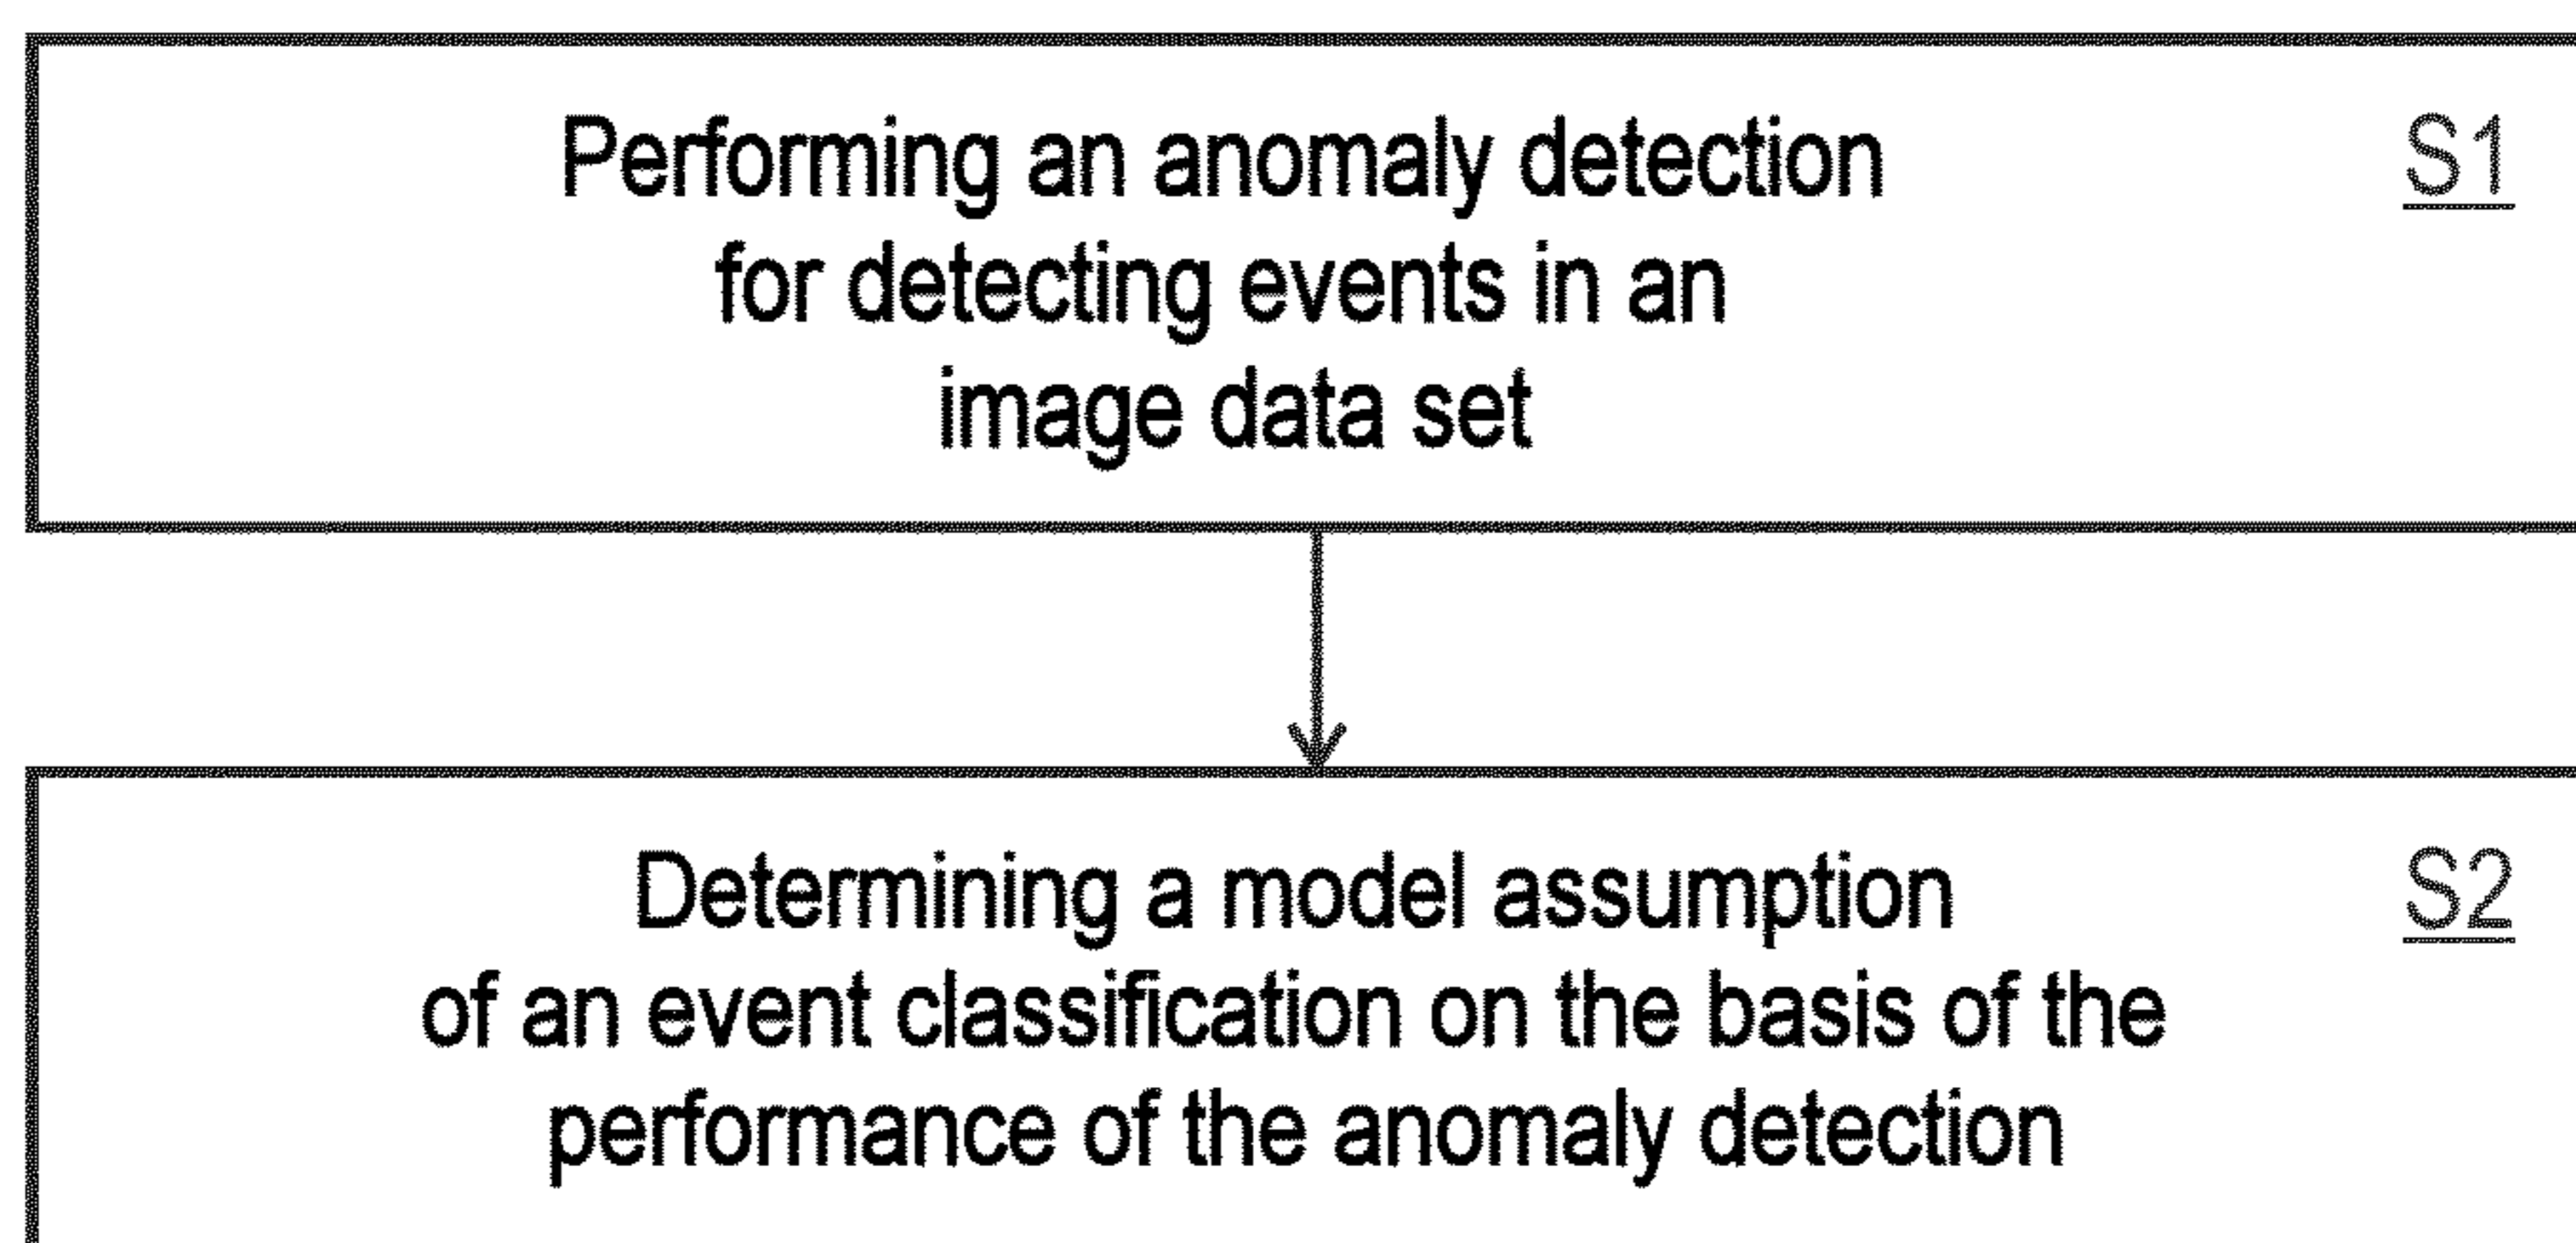 Performing an anomaly detection S1
for detecting events in an
image data set
Determining a model assumption S2
of an event classification on the basis of the
performance of the anomaly detection